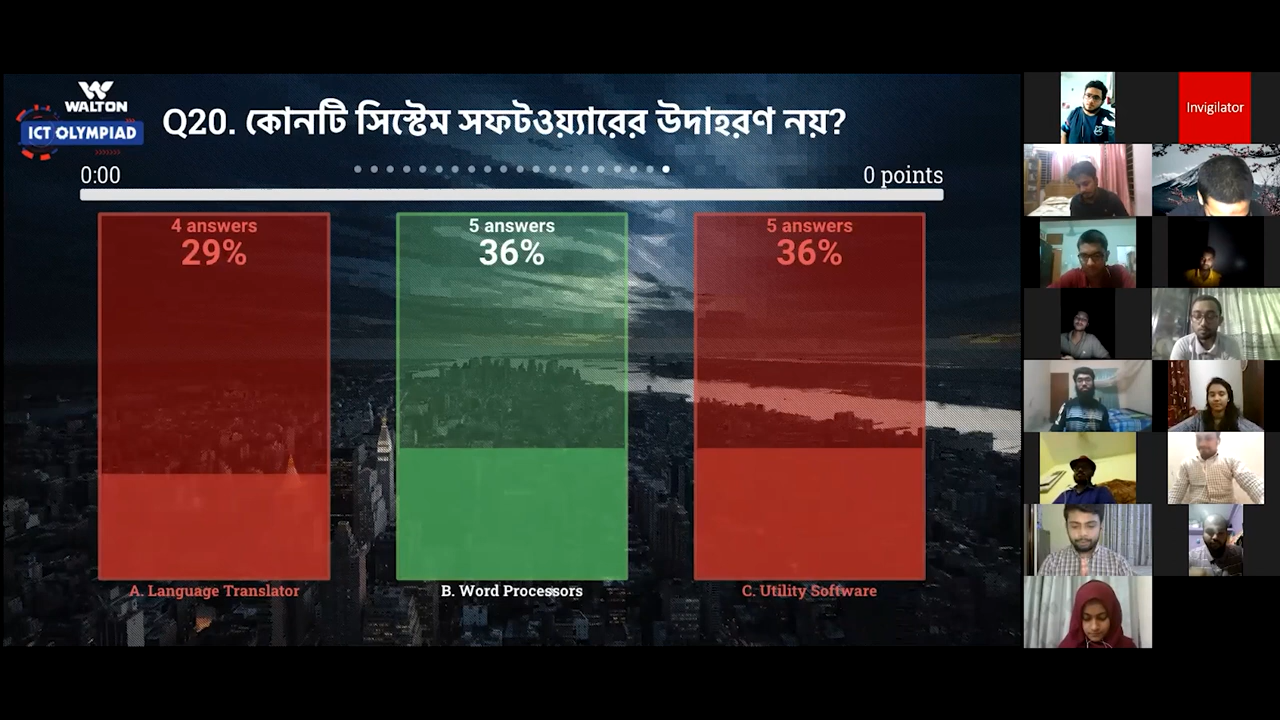 WALTON
ICT OLYMPIAD
Q20. কোনটি সিস্টেম সফটওয়্যারের উদাহরণ নয়?
0:00
0 points
4 answers
29%
5 answers
36%
5 answers
36%
A. Language Translator
B. Word Processors
C. Utility Software
Invigilator